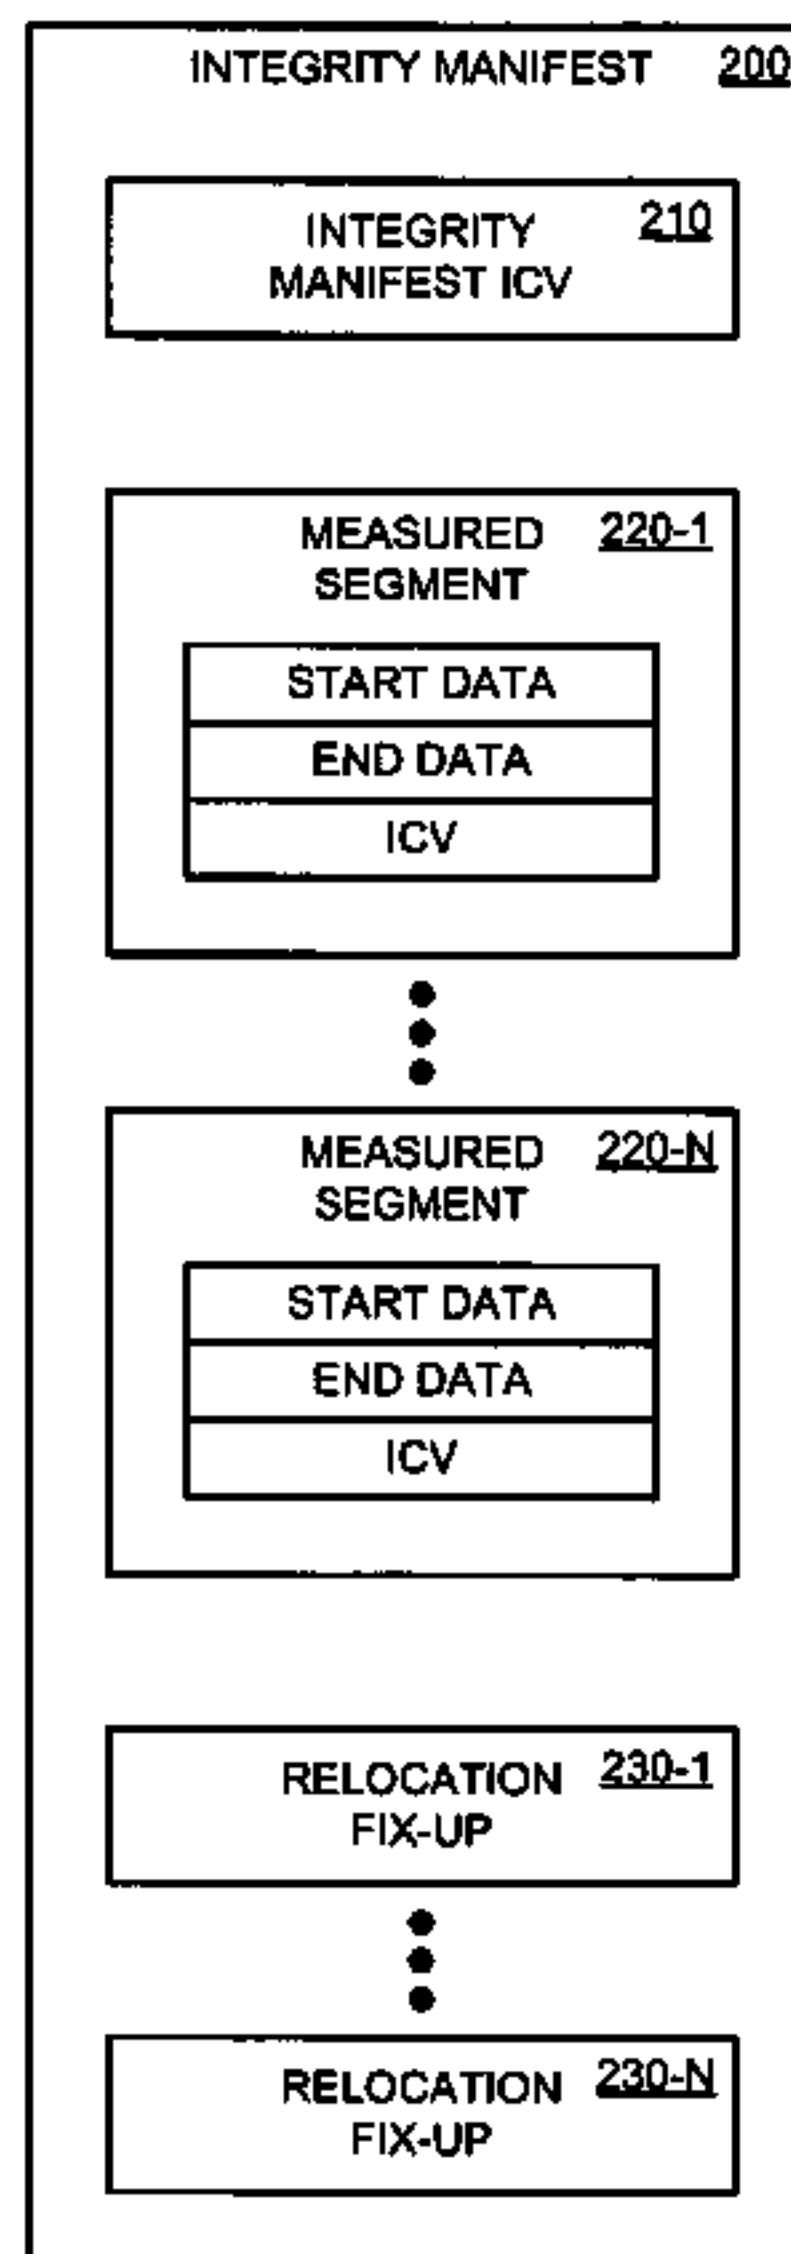 INTEGRITY MANIFEST 200
INTEGRITY 210
MANIFEST ICV
MEASURED 220-1
SEGMENT
START DATA
END DATA
ICV
MEASURED 220-N
SEGMENT
START DATA
END DATA
ICV
RELOCATION 230-1
FIX-UP
RELOCATION 230-N
FIX-UP